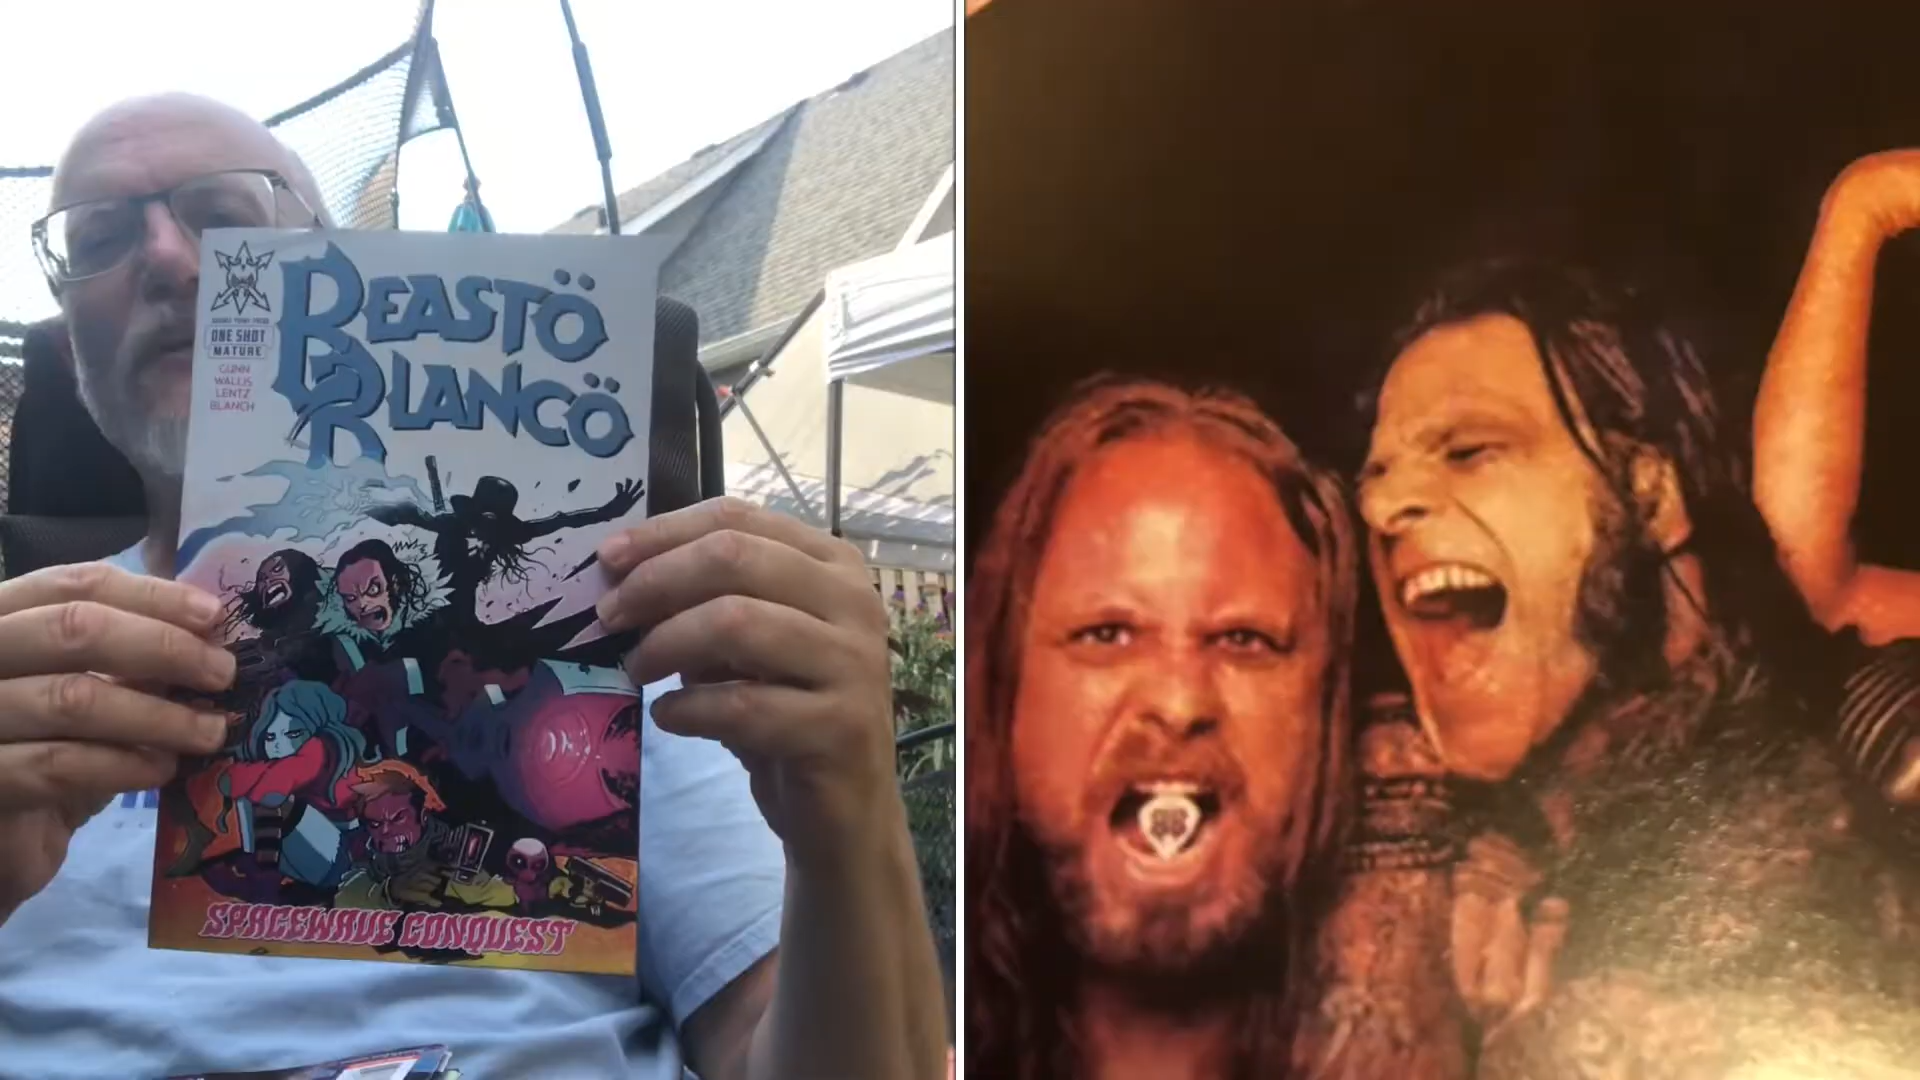 BEASTÖ
BLANCÖ
ONE SHOT
MATURE
GUNN
WALLIS
LENTZ
BLANCH
SPACEWAVE CONQUEST